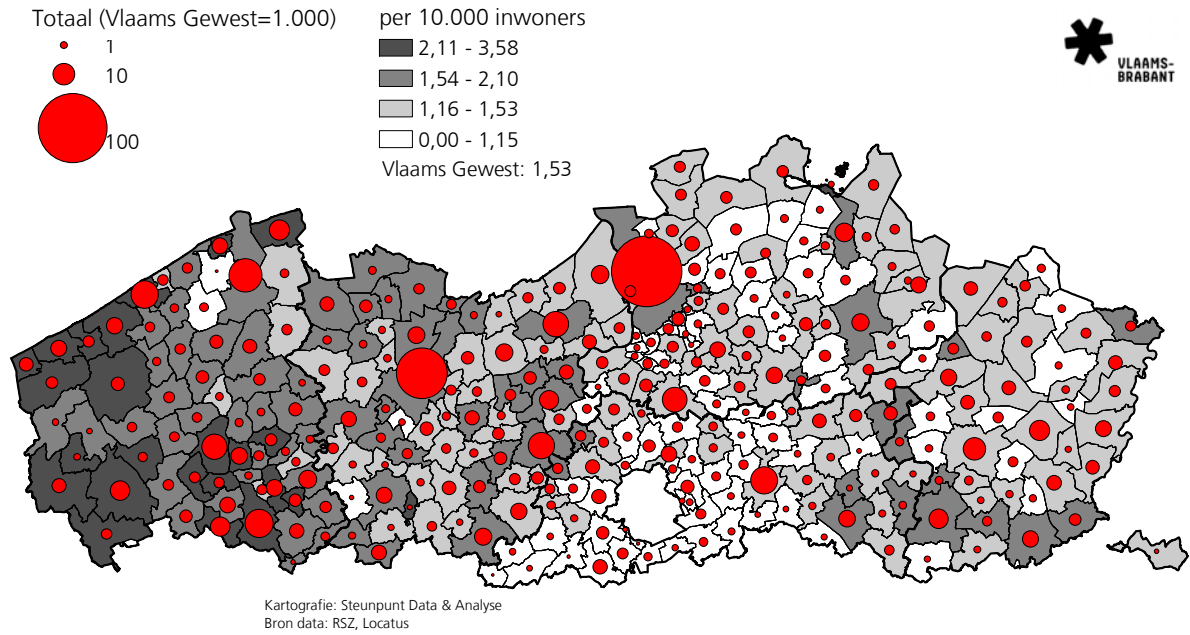 Totaal (Vlaams Gewest=1.000)
1
10
100
per 10.000 inwoners
2,11 - 3,58
1,54 - 2,10
1,16 - 1,53
0,00 - 1,15
Vlaams Gewest: 1,53
VLAAMS-
BRABANT
Kartografie: Steunpunt Data & Analyse
Bron data: RSZ, Locatus